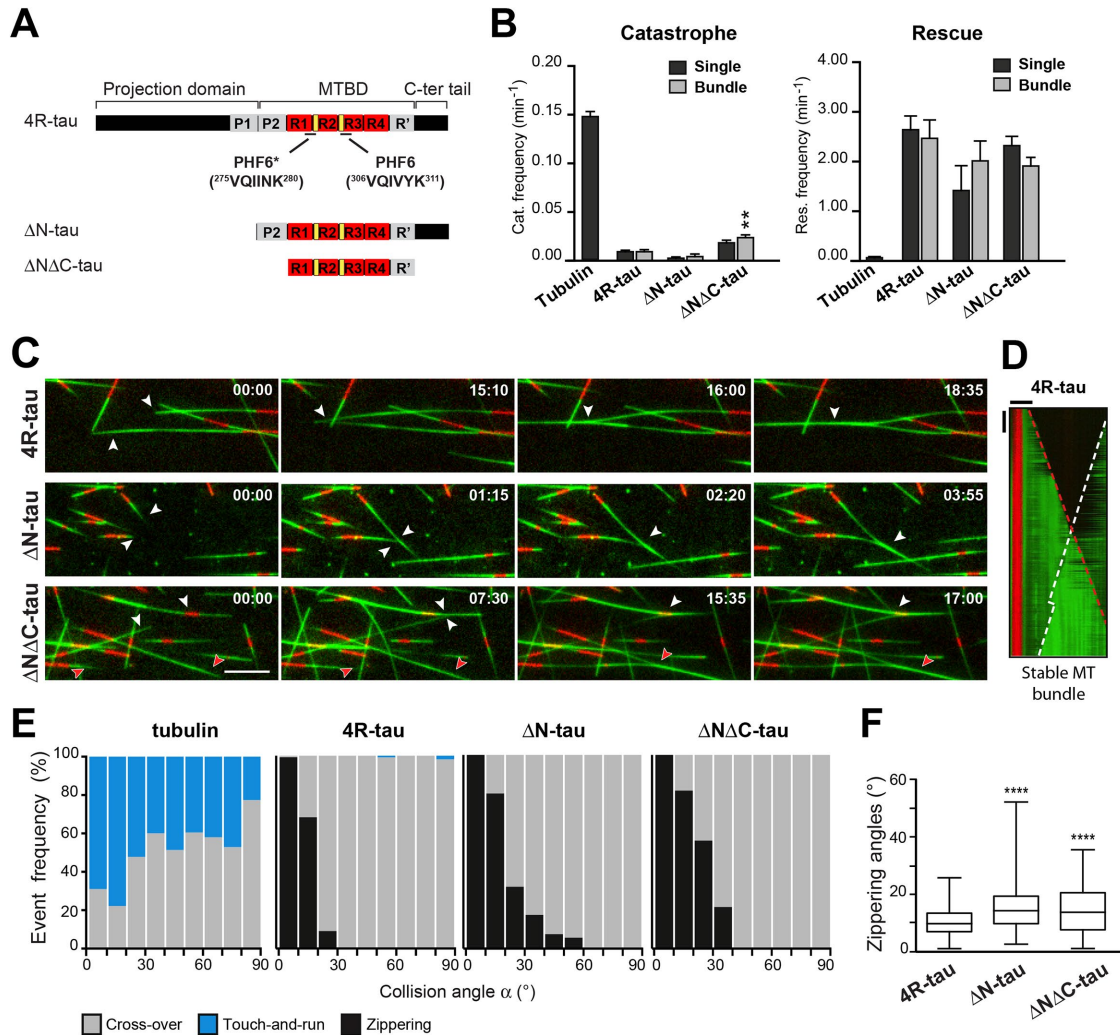 A
Projection domain
MTBD
C-ter tail
4R-tau
P1
P2
R1
R2
R3
R4
R'
PHF6*
(²⁷⁵VQIINK²⁸⁰)
PHF6
(³⁰⁶VQIVYK³¹¹)
ΔN-tau
P2
R1
R2
R3
R4
R'
ΔNΔC-tau
R1
R2
R3
R4
R'
B
Catastrophe
Single
Bundle
Cat. frequency (min⁻¹)
0.20
0.15
0.10
0.05
0.00
**
Tubulin
4R-tau
ΔN-tau
ΔNΔC-tau
Rescue
Single
Bundle
Res. frequency (min⁻¹)
4.00
3.00
2.00
1.00
0.00
Tubulin
4R-tau
ΔN-tau
ΔNΔC-tau
C
4R-tau
00:00
15:10
16:00
18:35
ΔN-tau
00:00
01:15
02:20
03:55
ΔNΔC-tau
00:00
07:30
15:35
17:00
D
4R-tau
Stable MT
bundle
E
tubulin
4R-tau
ΔN-tau
ΔNΔC-tau
Event frequency (%)
100
80
60
40
20
0
0 30 60 90
0 30 60 90
0 30 60 90
0 30 60 90
Collision angle α (°)
Cross-over
Touch-and-run
Zippering
F
Zippering angles (°)
60
40
20
0
****
****
4R-tau
ΔN-tau
ΔNΔC-tau